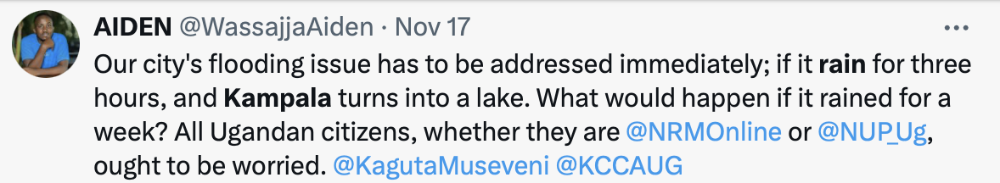 AIDEN @WassajjaAiden · Nov 17
Our city's flooding issue has to be addressed immediately; if it rain for three
hours, and Kampala turns into a lake. What would happen if it rained for a
week? All Ugandan citizens, whether they are @NRMOnline or @NUP_Ug,
ought to be worried. @KagutaMuseveni @KCCAUG